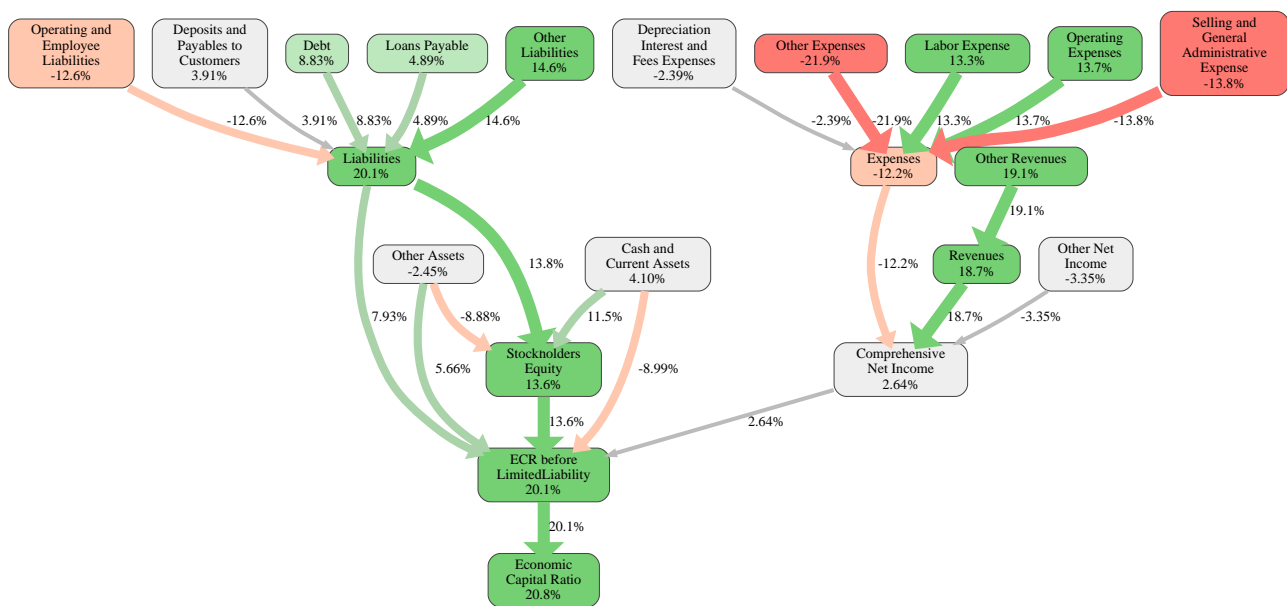 Operating and
Employee
Liabilities
-12.6%
Deposits and
Payables to
Customers
3.91%
Debt
8.83%
Loans Payable
4.89%
Other
Liabilities
14.6%
Depreciation
Interest and
Fees Expenses
-2.39%
Other Expenses
-21.9%
Labor Expense
13.3%
Operating
Expenses
13.7%
Selling and
General
Administrative
Expense
-13.8%
-12.6%
3.91%
8.83%
4.89%
14.6%
-2.39%
-21.9%
13.3%
13.7%
-13.8%
Liabilities
20.1%
Expenses
-12.2%
Other Revenues
19.1%
19.1%
Other Assets
-2.45%
Cash and
Current Assets
4.10%
13.8%
-12.2%
Revenues
18.7%
Other Net
Income
-3.35%
7.93%
-8.88%
11.5%
18.7%
-3.35%
Stockholders
Equity
13.6%
5.66%
-8.99%
Comprehensive
Net Income
2.64%
13.6%
2.64%
ECR before
LimitedLiability
20.1%
20.1%
Economic
Capital Ratio
20.8%